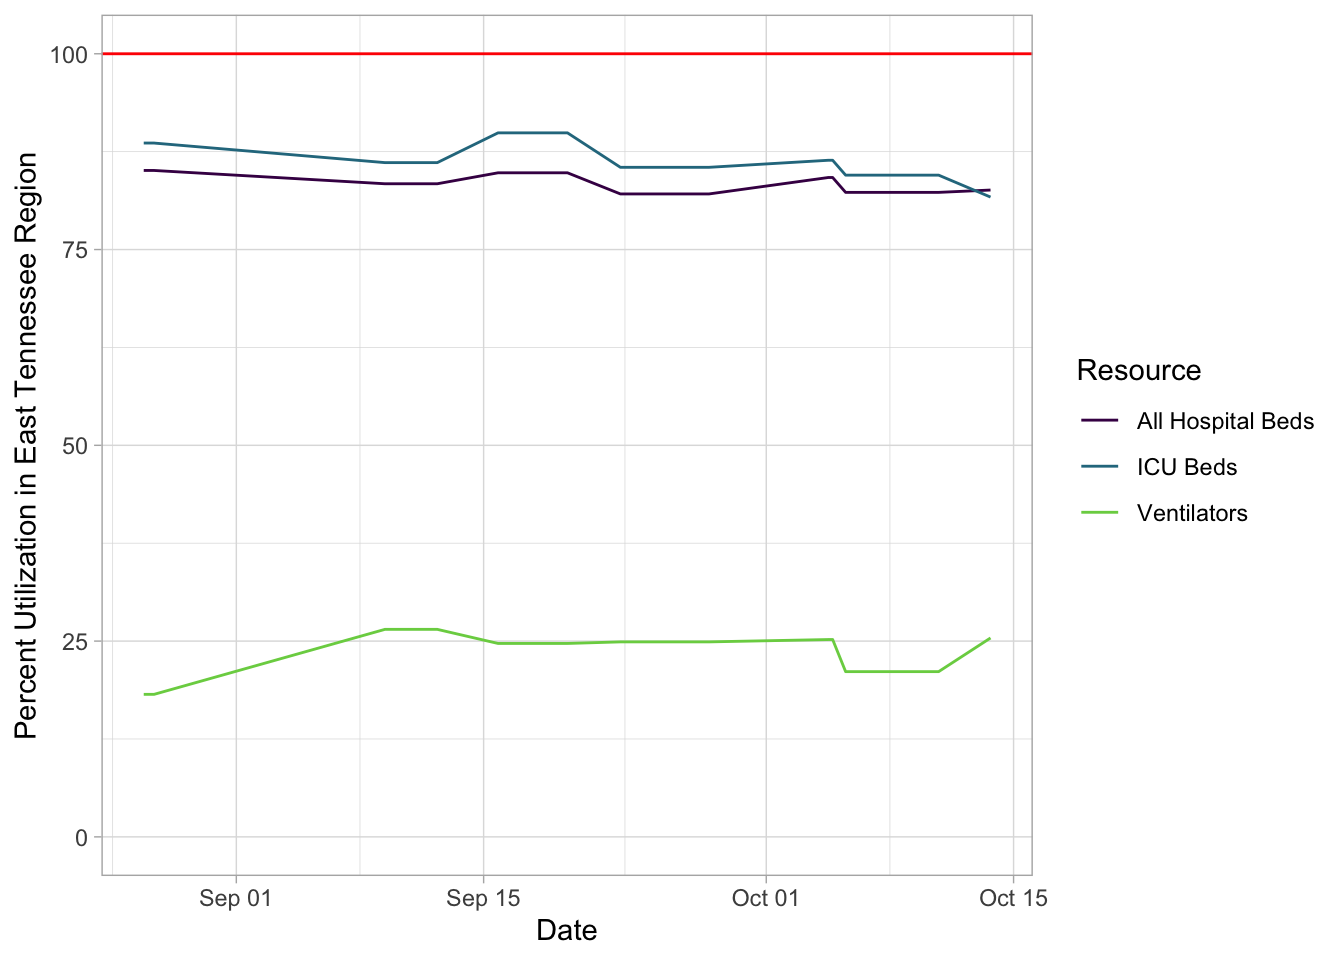 Percent Utilization in East Tennessee Region
100
75
50
25
0
Sep 01
Sep 15
Oct 01
Oct 15
Date
Resource
All Hospital Beds
ICU Beds
Ventilators